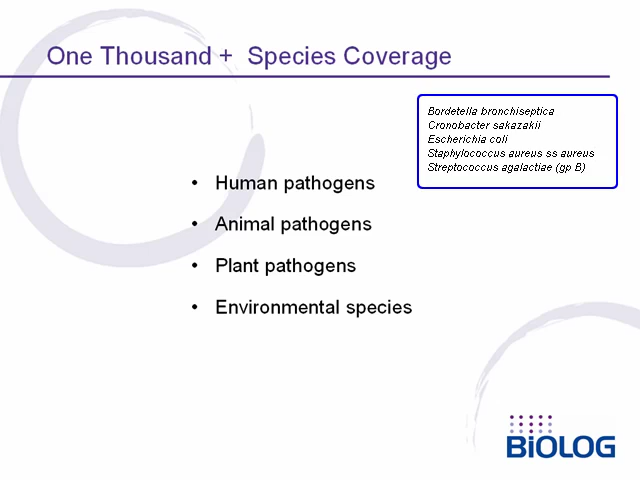 One Thousand +  Species Coverage
Bordetella bronchiseptica
Cronobacter sakazakii
Escherichia coli
Staphylococcus aureus ss aureus
Streptococcus agalactiae (gp B)
• Human pathogens
• Animal pathogens
• Plant pathogens
• Environmental species
BiOLOG